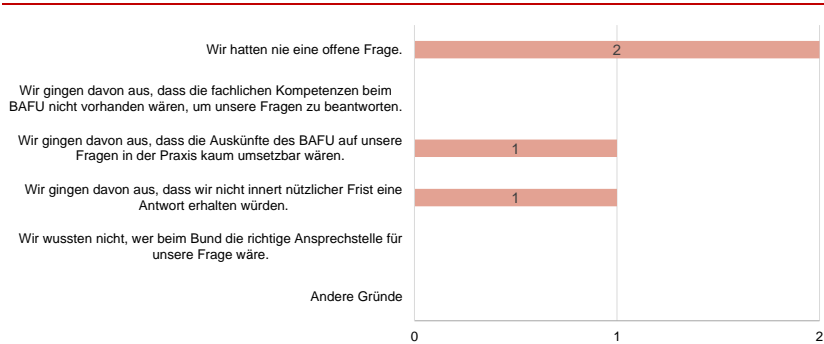 Wir hatten nie eine offene Frage.
2
Wir gingen davon aus, dass die fachlichen Kompetenzen beim
BAFU nicht vorhanden wären, um unsere Fragen zu beantworten.
Wir gingen davon aus, dass die Auskünfte des BAFU auf unsere
Fragen in der Praxis kaum umsetzbar wären.
1
Wir gingen davon aus, dass wir nicht innert nützlicher Frist eine
Antwort erhalten würden.
1
Wir wussten nicht, wer beim Bund die richtige Ansprechstelle für
unsere Frage wäre.
Andere Gründe
0 1 2